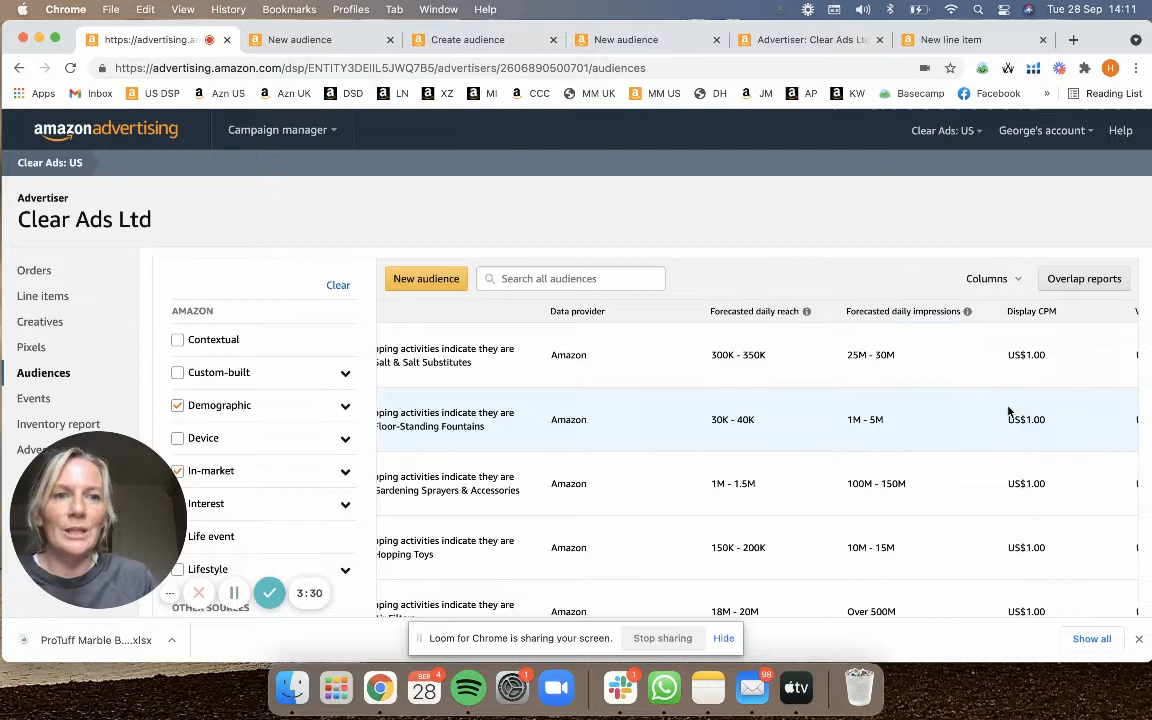 Chrome File Edit View History Bookmarks Profiles Tab Window Help Tue 28 Sep 14:11
https://advertising.a New audience Create audience New audience Advertiser: Clear Ads Lt New line item
https://advertising.amazon.com/dsp/ENTITY3DEIIL5JWQ7B5/advertisers/2606890500701/audiences H
Apps Inbox US DSP Azn US Azn UK DSD LN XZ MI CCC MM UK MM US DH JM AP KW Basecamp Facebook » Reading List
amazonadvertising Campaign manager Clear Ads: US George's account Help
Clear Ads: US
Advertiser
Clear Ads Ltd
Orders
Line items
Creatives
Pixels
Audiences
Events
Inventory report
Adve
Clear
AMAZON
Contextual
Custom-built
Demographic
Device
In-market
Interest
Life event
Lifestyle
OTHER SOURCES
New audience Search all audiences Columns Overlap reports
Data provider Forecasted daily reach Forecasted daily impressions Display CPM
pping activities indicate they are
Salt & Salt Substitutes
Amazon 300K - 350K 25M - 30M US$1.00
pping activities indicate they are
Floor-Standing Fountains
Amazon 30K - 40K 1M - 5M US$1.00
pping activities indicate they are
Gardening Sprayers & Accessories
Amazon 1M - 1.5M 100M - 150M US$1.00
pping activities indicate they are
Hopping Toys
Amazon 150K - 200K 10M - 15M US$1.00
pping activities indicate they are
Amazon 18M - 20M Over 500M US$1.00
3:30
ProTuff Marble B....xlsx
Loom for Chrome is sharing your screen. Stop sharing Hide
Show all
SEP 28 4 1 1 98 tv